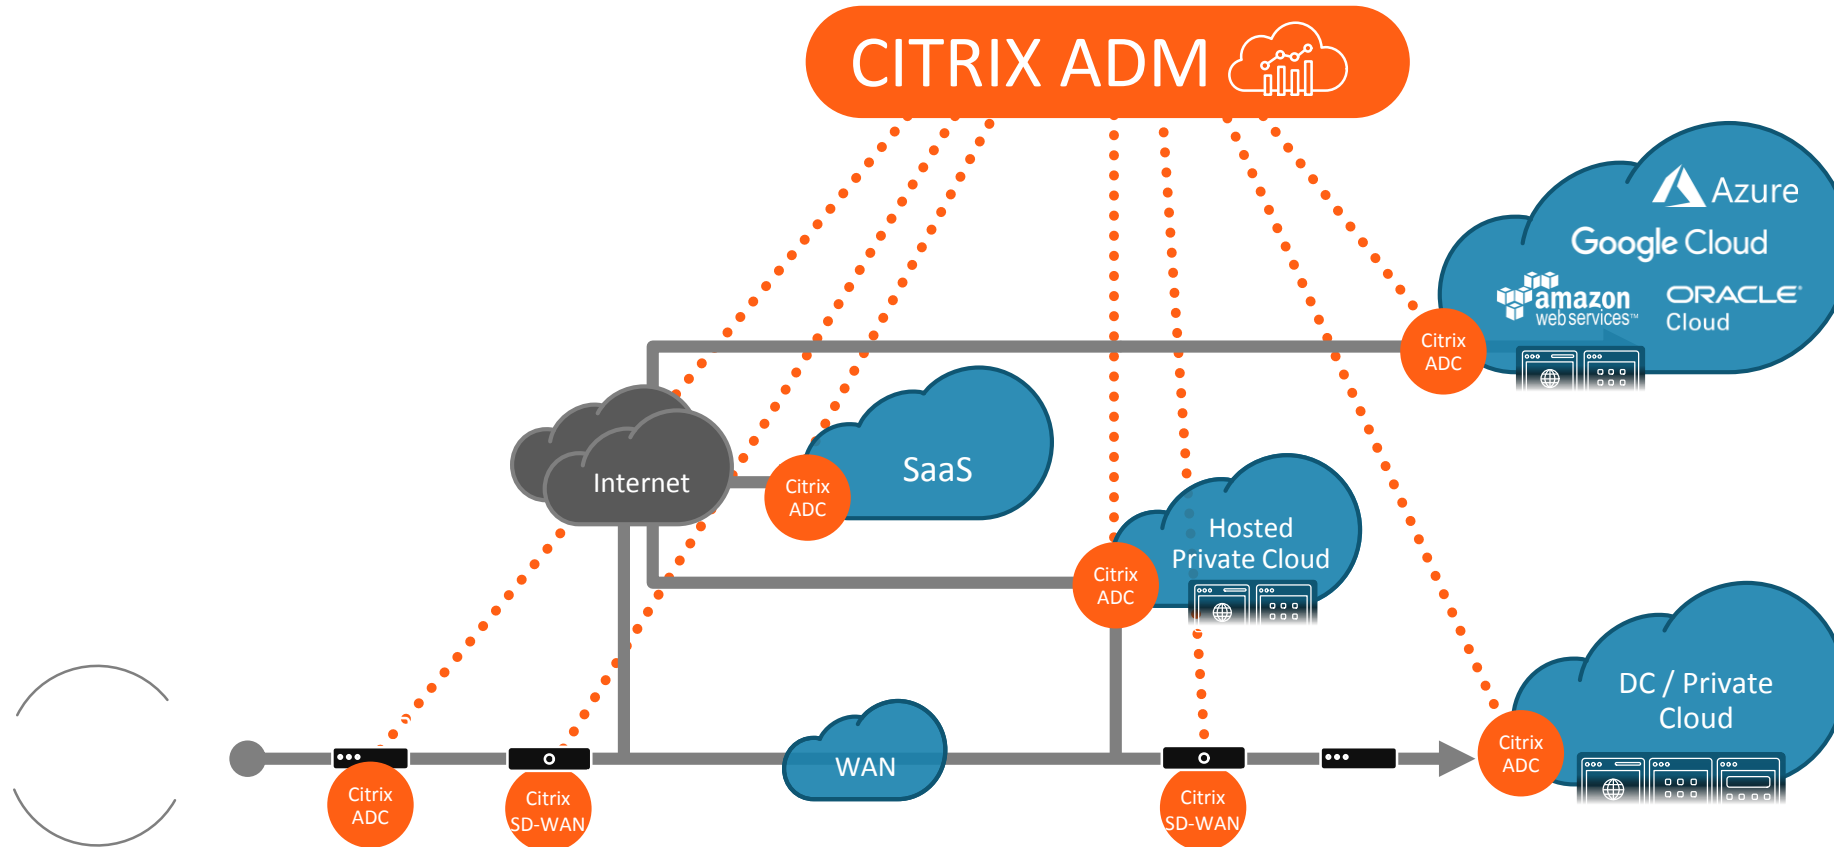 CITRIX ADM
Azure
Google Cloud
amazon
web services™
ORACLE®
Cloud
Citrix
ADC
Internet
Citrix
ADC
SaaS
Hosted
Private Cloud
Citrix
ADC
DC / Private
Cloud
Citrix
ADC
WAN
Citrix
ADC
Citrix
SD-WAN
Citrix
SD-WAN